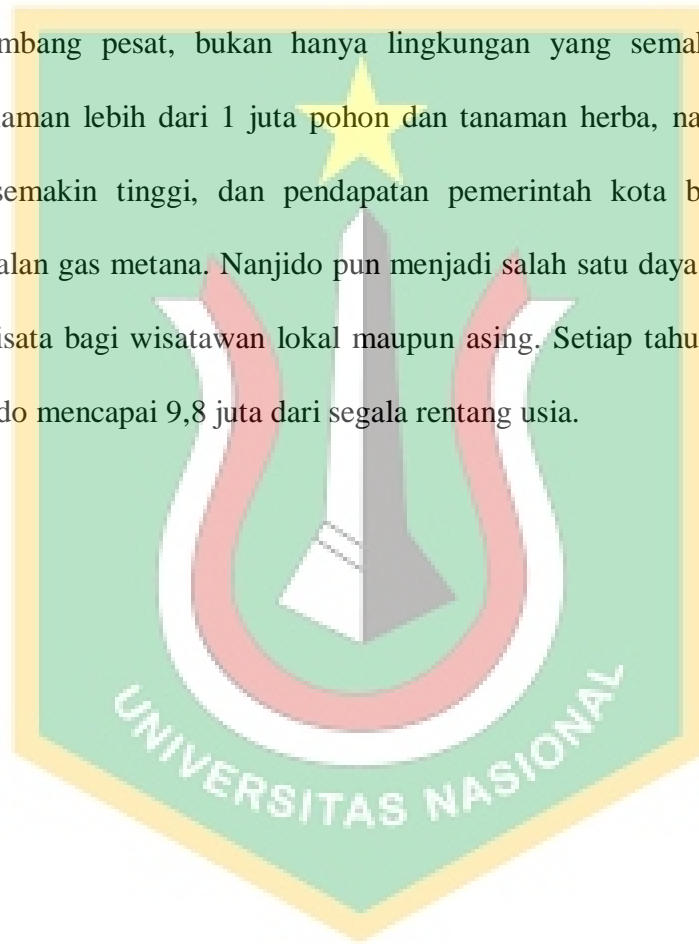 mbang pesat, bukan hanya lingkungan yang semal
aman lebih dari 1 juta pohon dan tanaman herba, na
semakin tinggi, dan pendapatan pemerintah kota b
alan gas metana. Nanjido pun menjadi salah satu daya
isata bagi wisatawan lokal maupun asing. Setiap tahu
do mencapai 9,8 juta dari segala rentang usia.
UNIVERSITAS NASIONAL